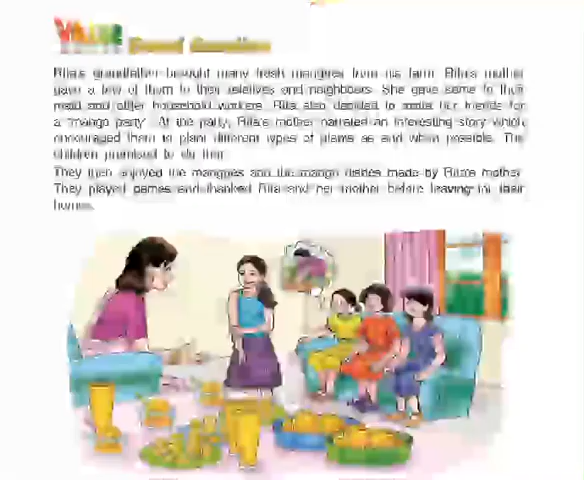 Value Based Question
Rita's grandfather brought many fresh mangoes from his farm. Rita's mother
gave a few of them to their relatives and neighbours. She gave some to their
maid and other household workers. Rita also decided to invite her friends for
a 'mango party'. At the party, Rita's mother narrated an interesting story which
encouraged them to plant different types of plants as and when possible. The
children promised to do that.
They then enjoyed the mangoes and the mango dishes made by Rita's mother.
They played games and thanked Rita and her mother before leaving for their
homes.